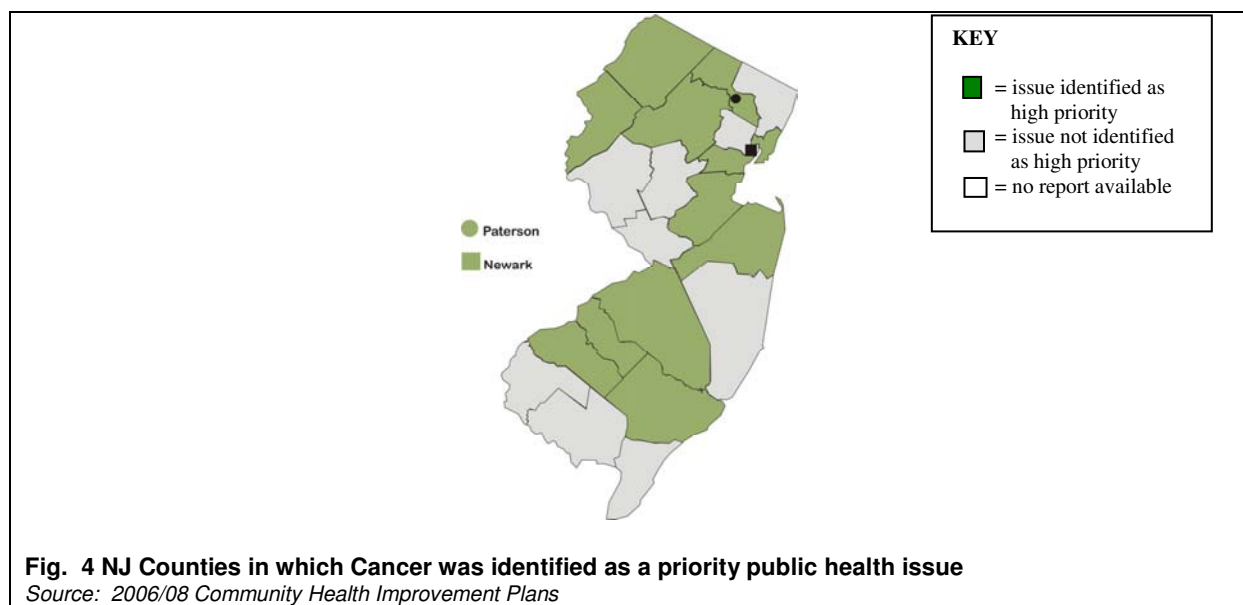 KEY
= issue identified as
high priority
= issue not identified
as high priority
= no report available
Paterson
Newark
Fig. 4 NJ Counties in which Cancer was identified as a priority public health issue
Source: 2006/08 Community Health Improvement Plans